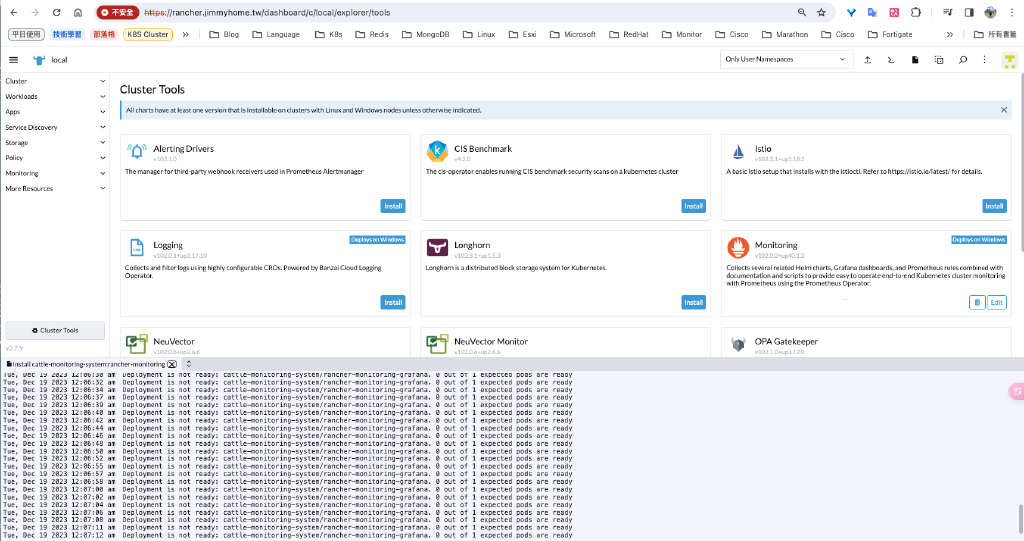 不安全 https://rancher.jimmyhome.tw/dashboard/c/local/explorer/tools
平日使用 技術學習 部落格 K8S Cluster » Blog Language K8s Redis MongoDB Linux Esxi Microsoft RedHat Monitor Cisco Marathon Cisco Fortigate » 所有書籤
local Only User Namespaces
Cluster
Workloads
Apps
Service Discovery
Storage
Policy
Monitoring
More Resources
Cluster Tools
v2.7.9
Cluster Tools
All charts have at least one version that is installable on clusters with Linux and Windows nodes unless otherwise indicated.
Alerting Drivers
v102.1.0
The manager for third-party webhook receivers used in Prometheus Alertmanager
Install
CIS Benchmark
v4.2.0
The cis-operator enables running CIS benchmark security scans on a kubernetes cluster
Install
Istio
A basic Istio setup that installs with the istioctl. Refer to https://istio.io/latest/ for details.
Install
Logging
Deploys on Windows
v102.0.1+up3.17.10
Collects and filter logs using highly configurable CRDs. Powered by Banzai Cloud Logging
Operator.
Install
Longhorn
v102.3.1+up1.5.3
Longhorn is a distributed block storage system for Kubernetes.
Install
Monitoring
Deploys on Windows
v102.0.2+up40.1.2
Collects several related Helm charts, Grafana dashboards, and Prometheus rules combined with
documentation and scripts to provide easy to operate end-to-end Kubernetes cluster monitoring
with Prometheus using the Prometheus Operator.
Edit
NeuVector
v102.0.6+up2.6.6
NeuVector Monitor
v102.0.6+up2.6.6
OPA Gatekeeper
v102.1.0+up3.12.0
Install cattle-monitoring-system:rancher-monitoring
Tue, Dec 19 2023 12:06:30 am Deployment is not ready: cattle-monitoring-system/rancher-monitoring-grafana. 0 out of 1 expected pods are ready
Tue, Dec 19 2023 12:06:32 am Deployment is not ready: cattle-monitoring-system/rancher-monitoring-grafana. 0 out of 1 expected pods are ready
Tue, Dec 19 2023 12:06:34 am Deployment is not ready: cattle-monitoring-system/rancher-monitoring-grafana. 0 out of 1 expected pods are ready
Tue, Dec 19 2023 12:06:37 am Deployment is not ready: cattle-monitoring-system/rancher-monitoring-grafana. 0 out of 1 expected pods are ready
Tue, Dec 19 2023 12:06:39 am Deployment is not ready: cattle-monitoring-system/rancher-monitoring-grafana. 0 out of 1 expected pods are ready
Tue, Dec 19 2023 12:06:40 am Deployment is not ready: cattle-monitoring-system/rancher-monitoring-grafana. 0 out of 1 expected pods are ready
Tue, Dec 19 2023 12:06:42 am Deployment is not ready: cattle-monitoring-system/rancher-monitoring-grafana. 0 out of 1 expected pods are ready
Tue, Dec 19 2023 12:06:44 am Deployment is not ready: cattle-monitoring-system/rancher-monitoring-grafana. 0 out of 1 expected pods are ready
Tue, Dec 19 2023 12:06:46 am Deployment is not ready: cattle-monitoring-system/rancher-monitoring-grafana. 0 out of 1 expected pods are ready
Tue, Dec 19 2023 12:06:48 am Deployment is not ready: cattle-monitoring-system/rancher-monitoring-grafana. 0 out of 1 expected pods are ready
Tue, Dec 19 2023 12:06:50 am Deployment is not ready: cattle-monitoring-system/rancher-monitoring-grafana. 0 out of 1 expected pods are ready
Tue, Dec 19 2023 12:06:52 am Deployment is not ready: cattle-monitoring-system/rancher-monitoring-grafana. 0 out of 1 expected pods are ready
Tue, Dec 19 2023 12:06:55 am Deployment is not ready: cattle-monitoring-system/rancher-monitoring-grafana. 0 out of 1 expected pods are ready
Tue, Dec 19 2023 12:06:57 am Deployment is not ready: cattle-monitoring-system/rancher-monitoring-grafana. 0 out of 1 expected pods are ready
Tue, Dec 19 2023 12:06:58 am Deployment is not ready: cattle-monitoring-system/rancher-monitoring-grafana. 0 out of 1 expected pods are ready
Tue, Dec 19 2023 12:07:00 am Deployment is not ready: cattle-monitoring-system/rancher-monitoring-grafana. 0 out of 1 expected pods are ready
Tue, Dec 19 2023 12:07:02 am Deployment is not ready: cattle-monitoring-system/rancher-monitoring-grafana. 0 out of 1 expected pods are ready
Tue, Dec 19 2023 12:07:04 am Deployment is not ready: cattle-monitoring-system/rancher-monitoring-grafana. 0 out of 1 expected pods are ready
Tue, Dec 19 2023 12:07:06 am Deployment is not ready: cattle-monitoring-system/rancher-monitoring-grafana. 0 out of 1 expected pods are ready
Tue, Dec 19 2023 12:07:08 am Deployment is not ready: cattle-monitoring-system/rancher-monitoring-grafana. 0 out of 1 expected pods are ready
Tue, Dec 19 2023 12:07:11 am Deployment is not ready: cattle-monitoring-system/rancher-monitoring-grafana. 0 out of 1 expected pods are ready
Tue, Dec 19 2023 12:07:12 am Deployment is not ready: cattle-monitoring-system/rancher-monitoring-grafana. 0 out of 1 expected pods are ready